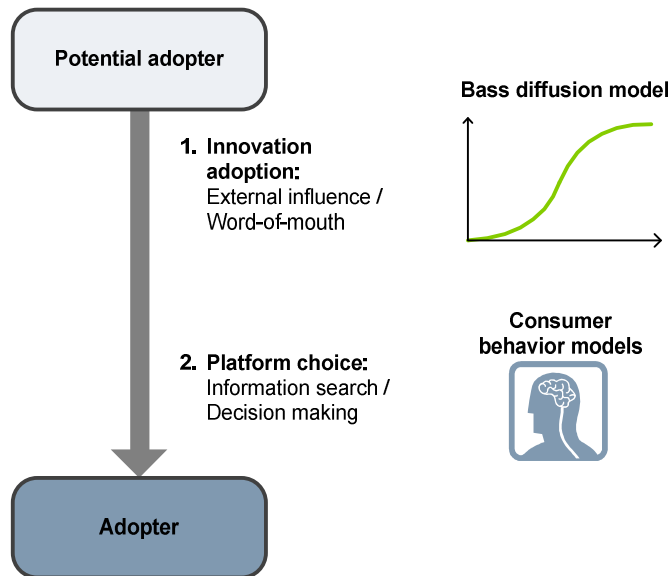 Potential adopter
Bass diffusion model
1. Innovation
adoption:
External influence /
Word-of-mouth
Consumer
behavior models
2. Platform choice:
Information search /
Decision making
Adopter